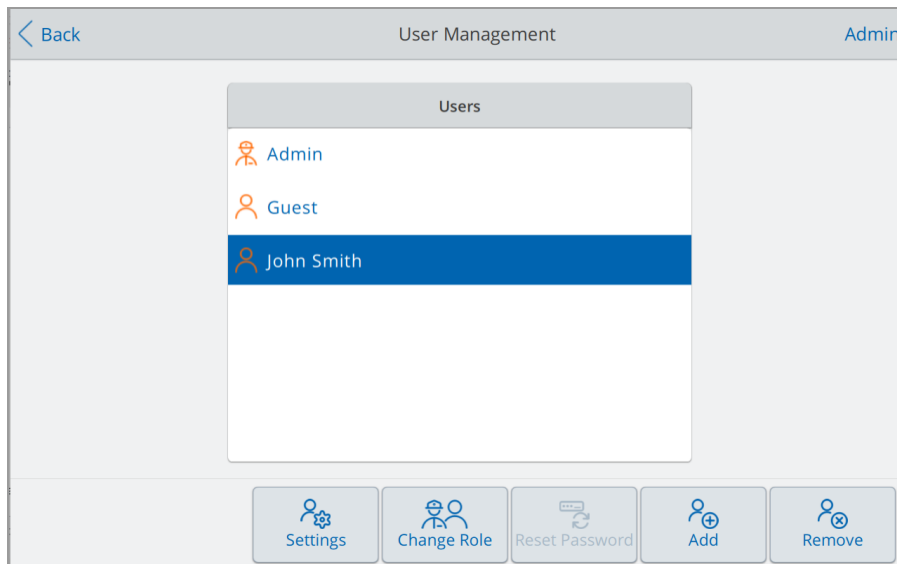 Back
User Management
Admin
Users
Admin
Guest
John Smith
Settings
Change Role
Reset Password
Add
Remove